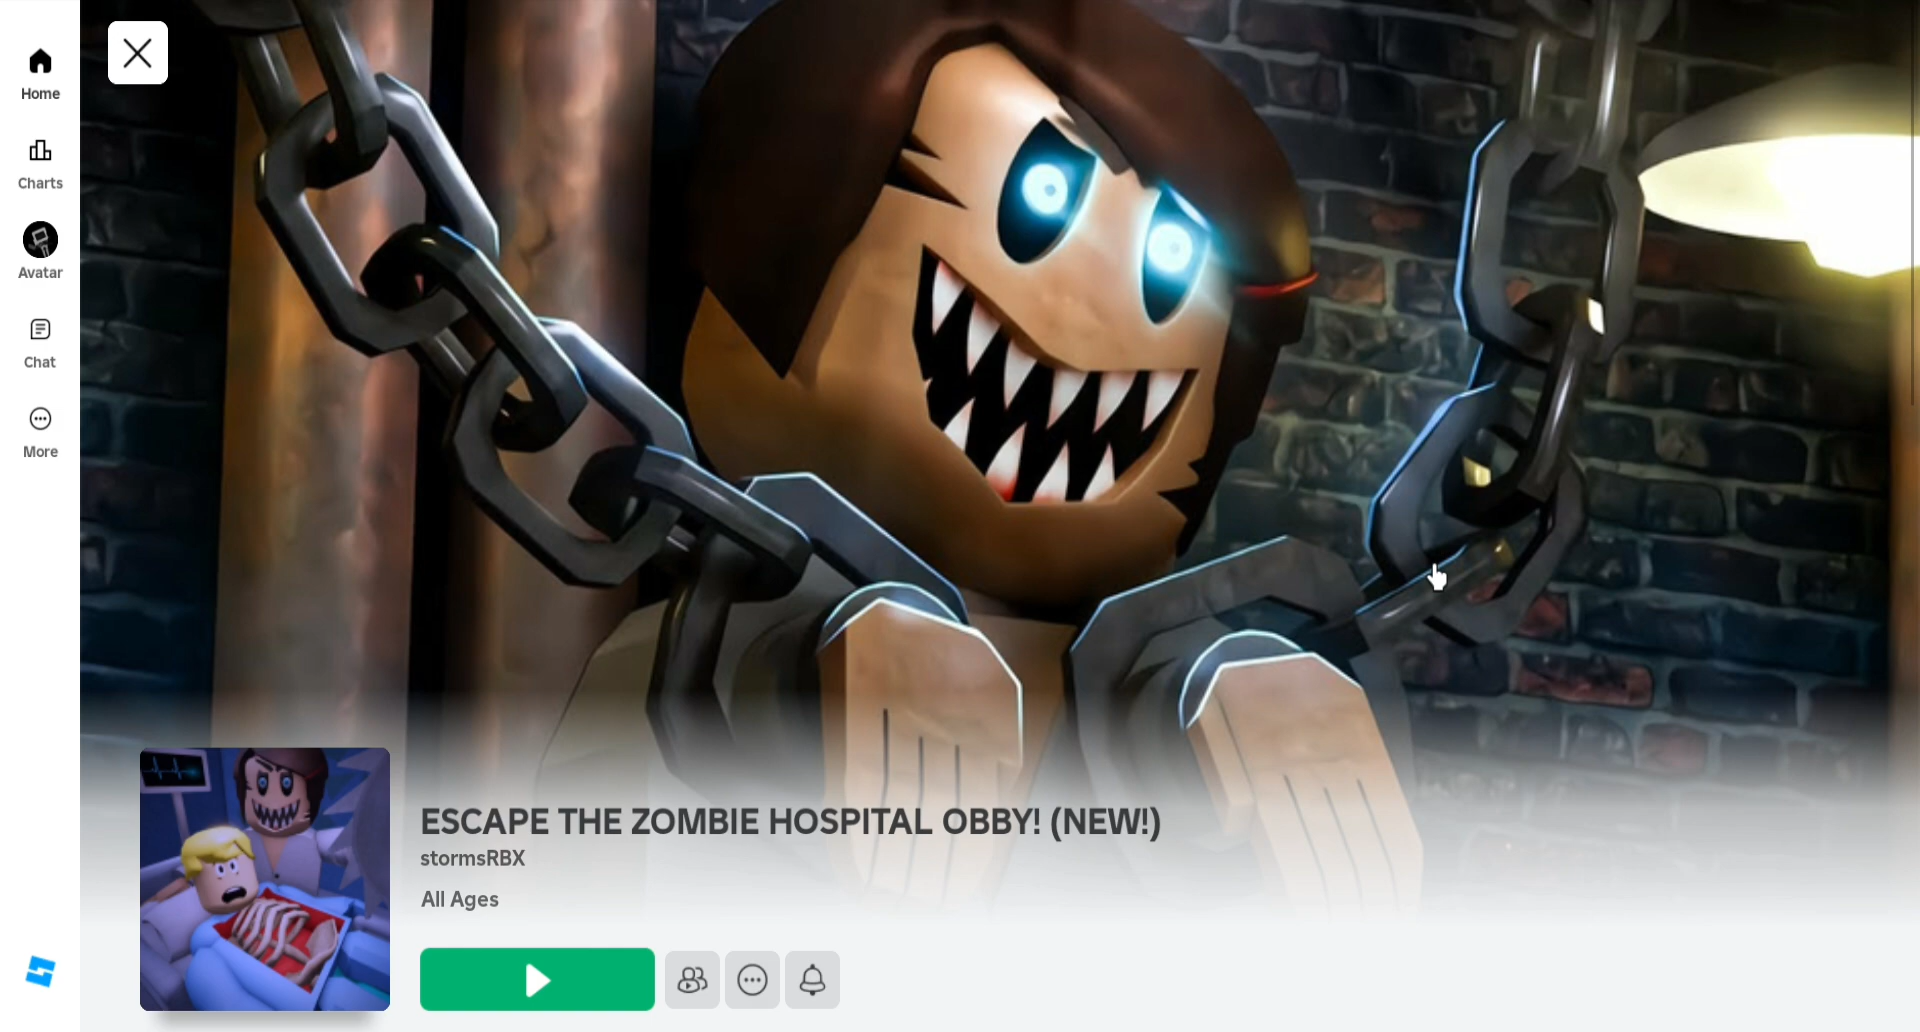 Home
Charts
Avatar
Chat
More
ESCAPE THE ZOMBIE HOSPITAL OBBY! (NEW!)
stormsRBX
All Ages